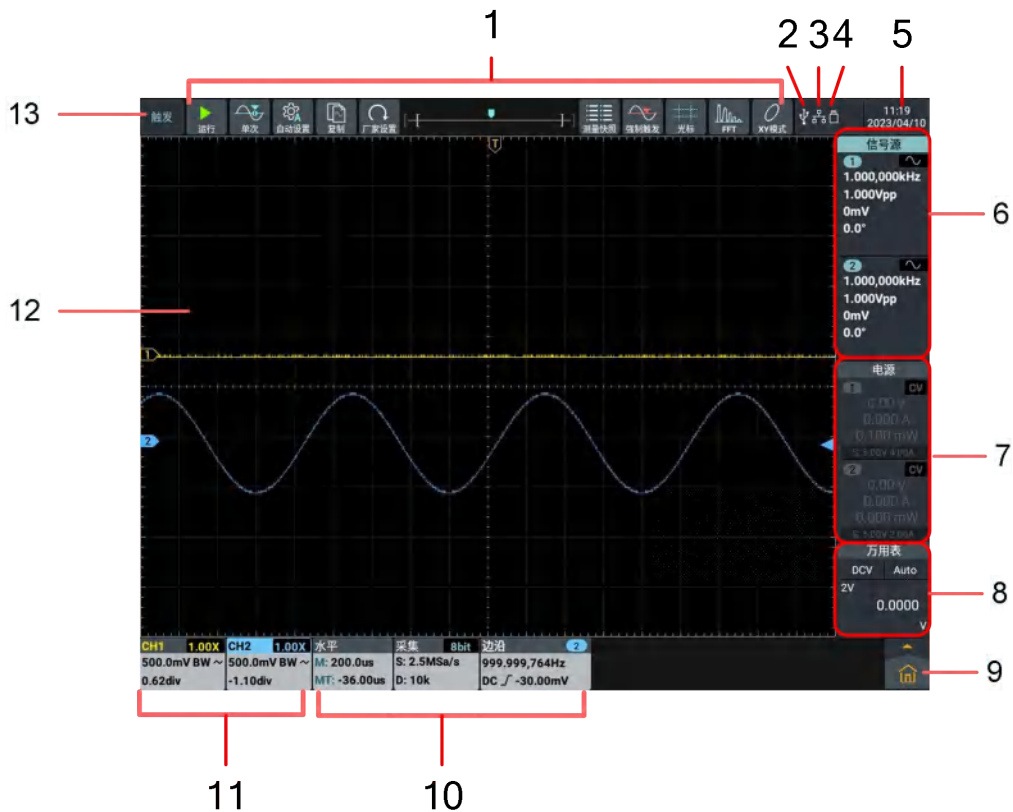 1
2 3 4 5
13
触发
运行
单次
自动设置
复制
厂家设置
测量快照
强制触发
光标
FFT
XY模式
11:19
2023/04/10
T
信号源
1
1.000,000kHz
1.000Vpp
0mV
0.0°
6
2
1.000,000kHz
1.000Vpp
0mV
0.0°
12
1
电源
1 CV
0.00 V
0.000 A
0.100 mW
2
7
2 CV
0.00 V
0.000 A
0.000 mW
万用表
DCV Auto
2V
0.0000
V
8
CH1 1.00X CH2 1.00X 水平 采集 8bit 边沿 2
500.0mV BW ~ 500.0mV BW ~ M: 200.0us S: 2.5MSa/s 999.999,764Hz
0.62div -1.10div MT: -36.00us D: 10k DC -30.00mV
9
11 10